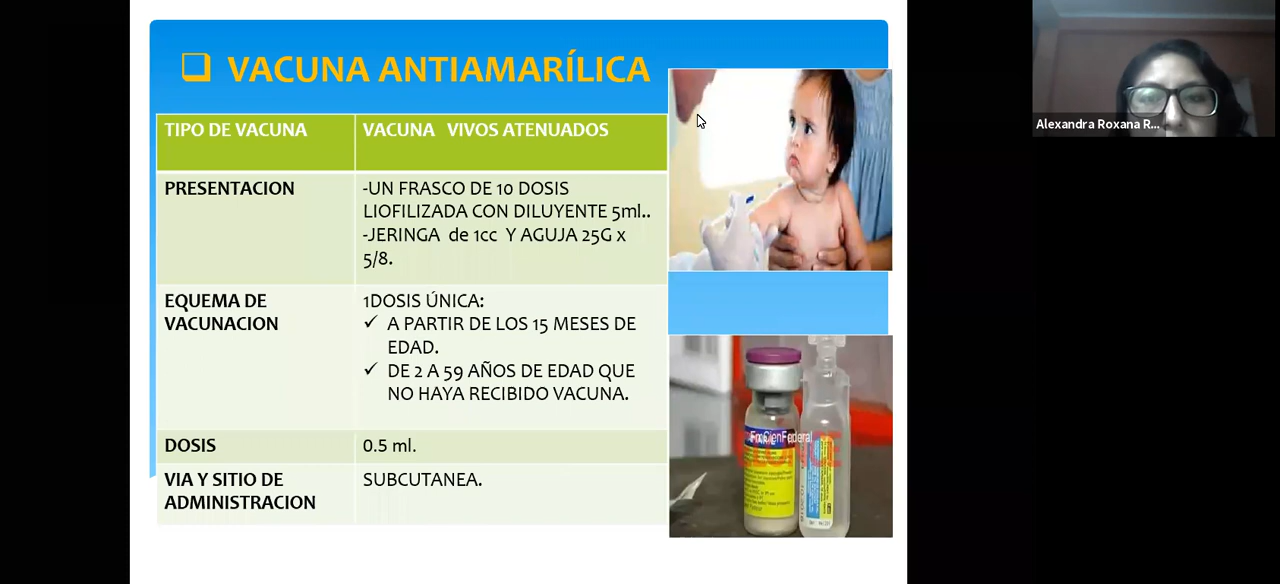 VACUNA ANTIAMARÍLICA
TIPO DE VACUNA
VACUNA VIVOS ATENUADOS
PRESENTACION
-UN FRASCO DE 10 DOSIS
LIOFILIZADA CON DILUYENTE 5ml..
-JERINGA de 1cc Y AGUJA 25G x
5/8.
EQUEMA DE
VACUNACION
1DOSIS ÚNICA:
✓ A PARTIR DE LOS 15 MESES DE
EDAD.
✓ DE 2 A 59 AÑOS DE EDAD QUE
NO HAYA RECIBIDO VACUNA.
DOSIS
0.5 ml.
VIA Y SITIO DE
ADMINISTRACION
SUBCUTANEA.
Alexandra Roxana R...